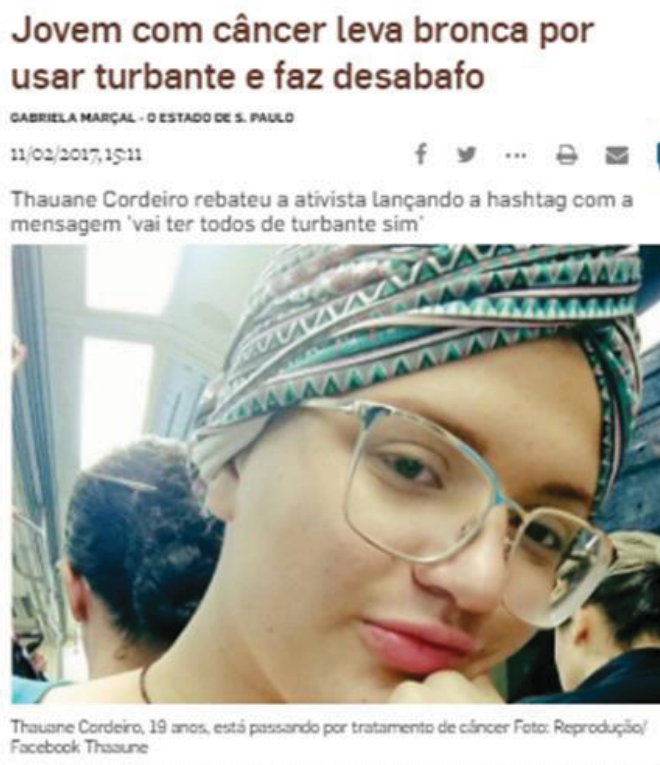 Jovem com câncer leva bronca por
usar turbante e faz desabafo
GABRIELA MARÇAL - O ESTADO DE S. PAULO
11/02/2017, 15:11
Thauane Cordeiro rebateu a ativista lançando a hashtag com a
mensagem 'vai ter todos de turbante sim'
Thauane Cordeiro, 19 anos, está passando por tratamento de câncer Foto: Reprodução/
Facebook Thaaune